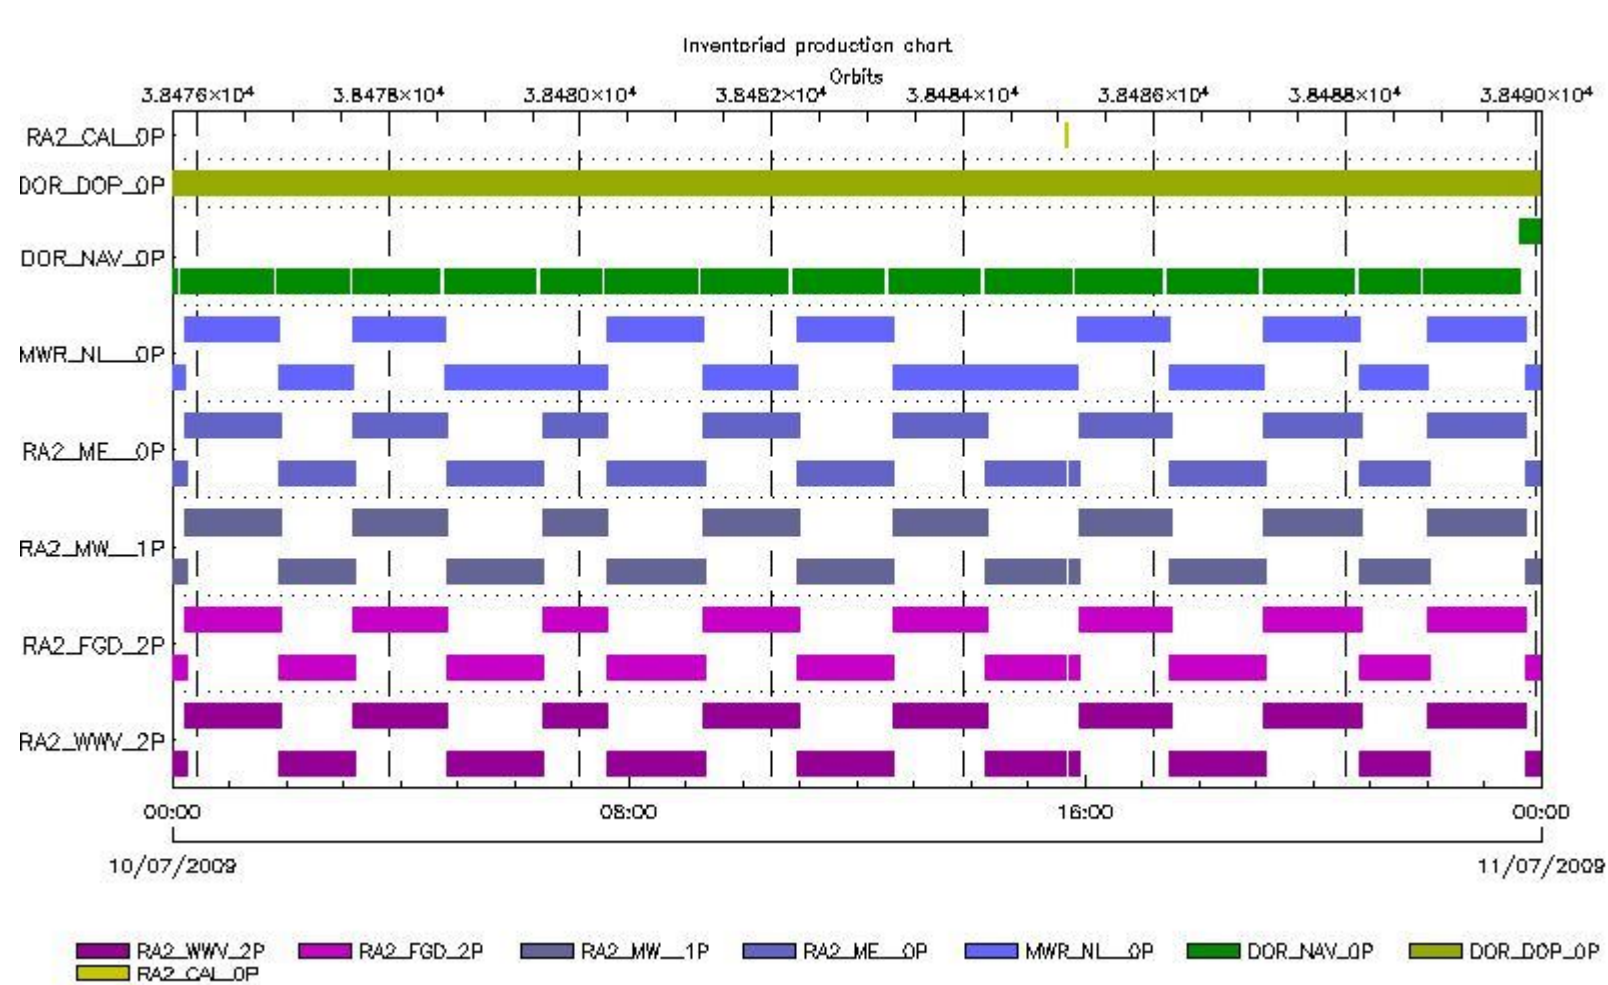 Inventoried production chart
Orbits
3.8476×10⁴ 3.8478×10⁴ 3.8480×10⁴ 3.8482×10⁴ 3.8484×10⁴ 3.8486×10⁴ 3.8488×10⁴ 3.8490×10⁴
RA2_CAL_0P
DOR_DOP_0P
DOR_NAV_0P
MWR_NL__0P
RA2_ME__0P
RA2_MW__1P
RA2_FGD_2P
RA2_WWV_2P
00:00 08:00 16:00 00:00
10/07/2009 11/07/2009
RA2_WWV_2P RA2_FGD_2P RA2_MW__1P RA2_ME__0P MWR_NL__0P DOR_NAV_0P DOR_DOP_0P
RA2_CAL_0P